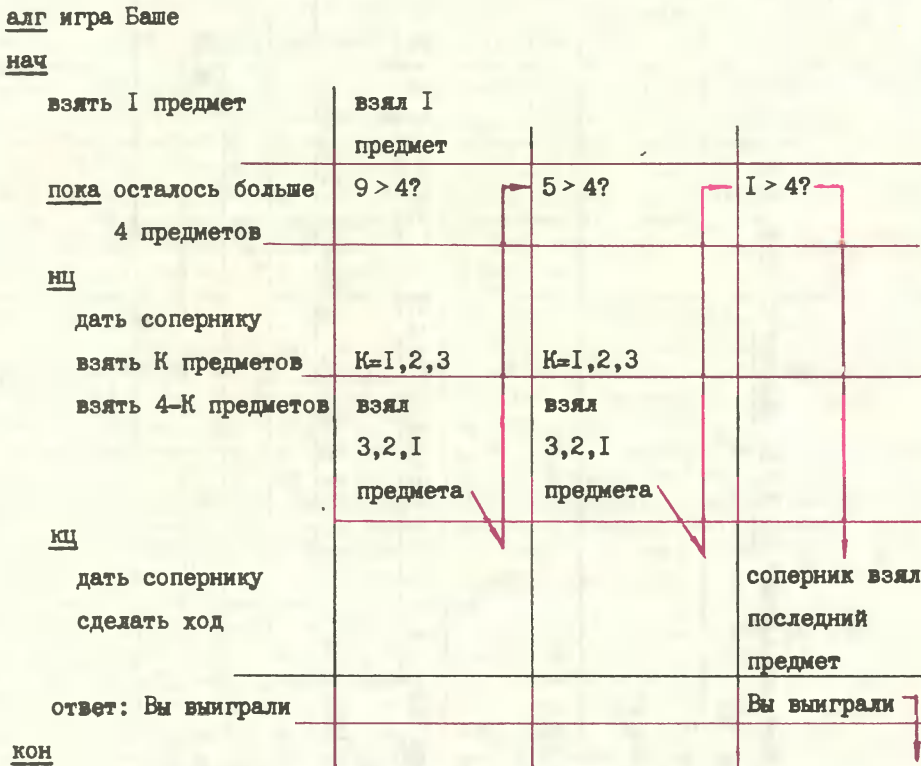 алг игра Баше
нач
взять I предмет взял I
предмет
пока осталось больше 9 > 4? 5 > 4? I > 4?
4 предметов
нц
дать сопернику
взять К предметов К=I,2,3 К=I,2,3
взять 4-К предметов взял взял
3,2,I 3,2,I
предмета предмета
кц
дать сопернику соперник взял
сделать ход последний
предмет
ответ: Вы выиграли Вы выиграли
кон